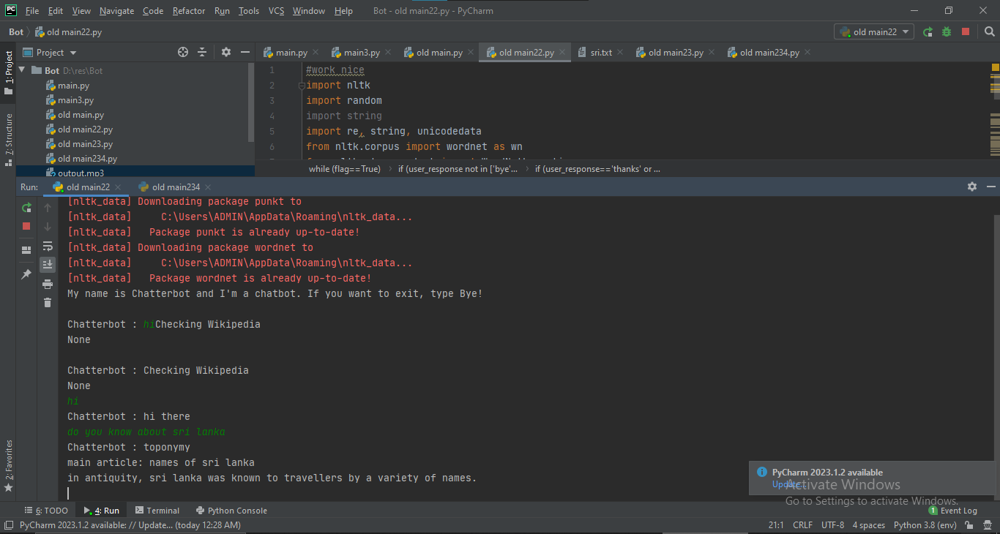 File Edit View Navigate Code Refactor Run Tools VCS Window Help Bot - old main22.py - PyCharm
Bot old main22.py old main22
1: Project
Project
main.py main3.py old main.py old main22.py sri.txt old main23.py old main234.py
Bot D:\res\Bot
main.py
main3.py
old main.py
old main22.py
old main23.py
old main234.py
output.mp3
7: Structure
1 #work nice
2 import nltk
3 import random
4 import string
5 import re, string, unicodedata
6 from nltk.corpus import wordnet as wn
while (flag==True) if (user_response not in ['bye'... if (user_response=='thanks' or ...
Run: old main22 old main234
[nltk_data] Downloading package punkt to
[nltk_data]     C:\Users\ADMIN\AppData\Roaming\nltk_data...
[nltk_data]   Package punkt is already up-to-date!
[nltk_data] Downloading package wordnet to
[nltk_data]     C:\Users\ADMIN\AppData\Roaming\nltk_data...
[nltk_data]   Package wordnet is already up-to-date!
My name is Chatterbot and I'm a chatbot. If you want to exit, type Bye!
Chatterbot : hiChecking Wikipedia
None
Chatterbot : Checking Wikipedia
None
hi
Chatterbot : hi there
do you know about sri lanka
Chatterbot : toponymy
main article: names of sri lanka
in antiquity, sri lanka was known to travellers by a variety of names.
2: Favorites
PyCharm 2023.1.2 available
Update...
Activate Windows
Go to Settings to activate Windows.
6: TODO 4: Run Terminal Python Console 1 Event Log
PyCharm 2023.1.2 available: // Update... (today 12:28 AM) 21:1 CRLF UTF-8 4 spaces Python 3.8 (env)